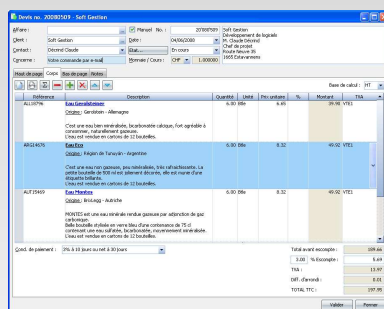 Devis no. 20080509 - Soft Gestion
Affaire :
Manuel No. : 20080509
Soft Gestion
Développement de logiciels
M. Claude Décrind
Chef de projet
Route Neuve 35
1665 Estavannens
Client : Soft Gestion
Date : 04/06/2008
Contact : Décrind Claude
Etat... En cours
Concerne : Votre commande par e-mail
Monnaie / Cours : CHF 1.000000
Haut de page Corps Bas de page Notes
Base de calcul : HT
Référence Description Quantité Unité Prix unitaire % Montant TVA
ALL18796 Eau Gerolsteiner 6.00 Btle 6.65 39.90 VTE1
Origine : Gerolstein - Allemagne
C'est une eau bien minéralisée, bicarbonatée calcique, fort agréable à
consommer, naturellement gazeuse.
L'eau est vendue en cartons de 12 bouteilles.
ARG14676 Eau Eco 6.00 Btle 8.32 49.92 VTE1
Origine : Région de Tunuyán - Argentine
C'est une eau non gazeuse, peu minéralisée, très rafraîchissante. La
petite bouteille de 500 ml est joliment décorée, elle est munie d'une
étiquette brillante.
L'eau est vendue en cartons de 12 bouteilles.
AUT15469 Eau Montes 6.00 Btle 8.32 49.92 VTE1
Origine : BrixLegg - Autriche
MONTES est une eau minérale rendue gazeuse par adjonction de gaz
carbonique.
Belle bouteille stylisée en verre bleu d'une contenance de 75 cl
contenant une eau sulfatée, bicarbonatée, moyennement minéralisée.
L'eau est vendue en cartons de 12 bouteilles.
Cond. de paiement : 3% à 10 jours ou net à 30 jours
Total avant escompte : 189.66
3.00 % Escompte : 5.69
TVA : 13.97
Diff. d'arrondi : 0.01
TOTAL TTC : 197.95
Valider Fermer